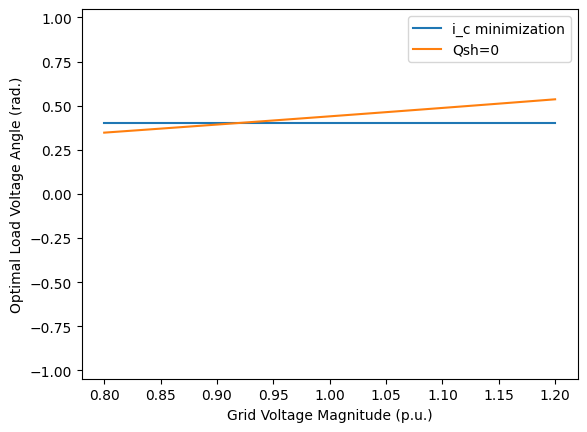 i_c minimization
Qsh=0
Optimal Load Voltage Angle (rad.)
1.00
0.75
0.50
0.25
0.00
−0.25
−0.50
−0.75
−1.00
0.80 0.85 0.90 0.95 1.00 1.05 1.10 1.15 1.20
Grid Voltage Magnitude (p.u.)